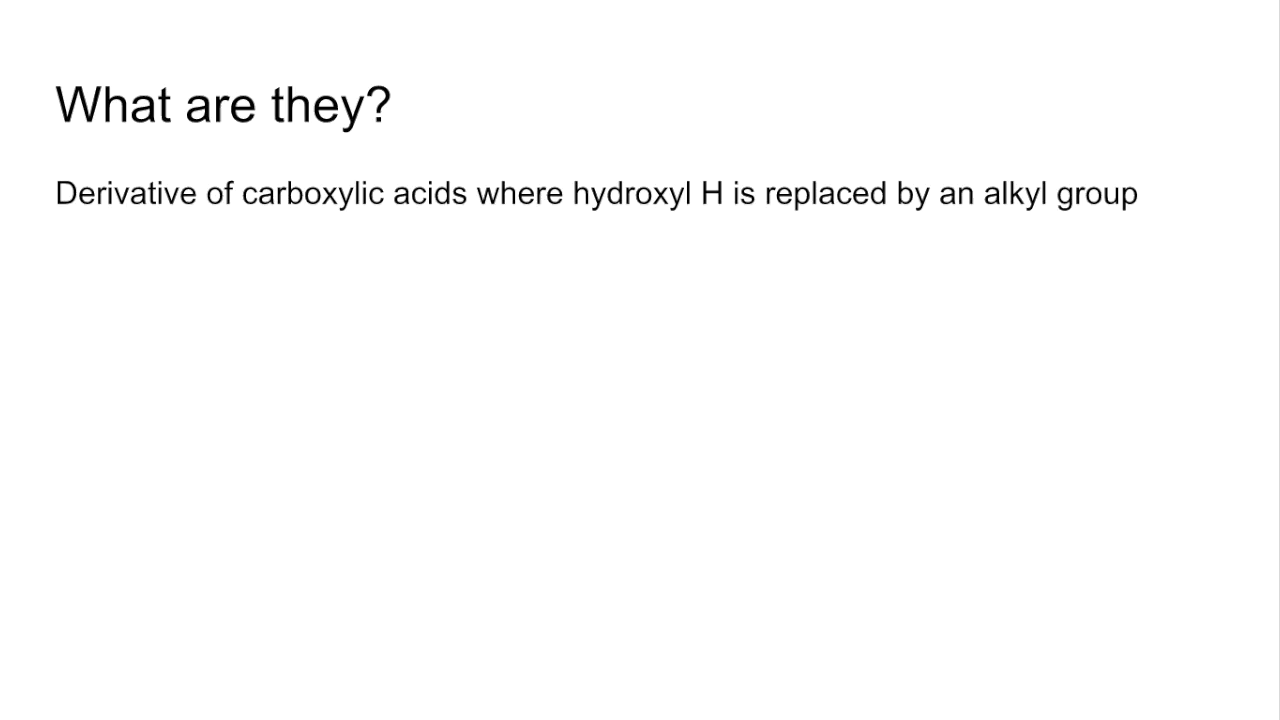 What are they?
Derivative of carboxylic acids where hydroxyl H is replaced by an alkyl group